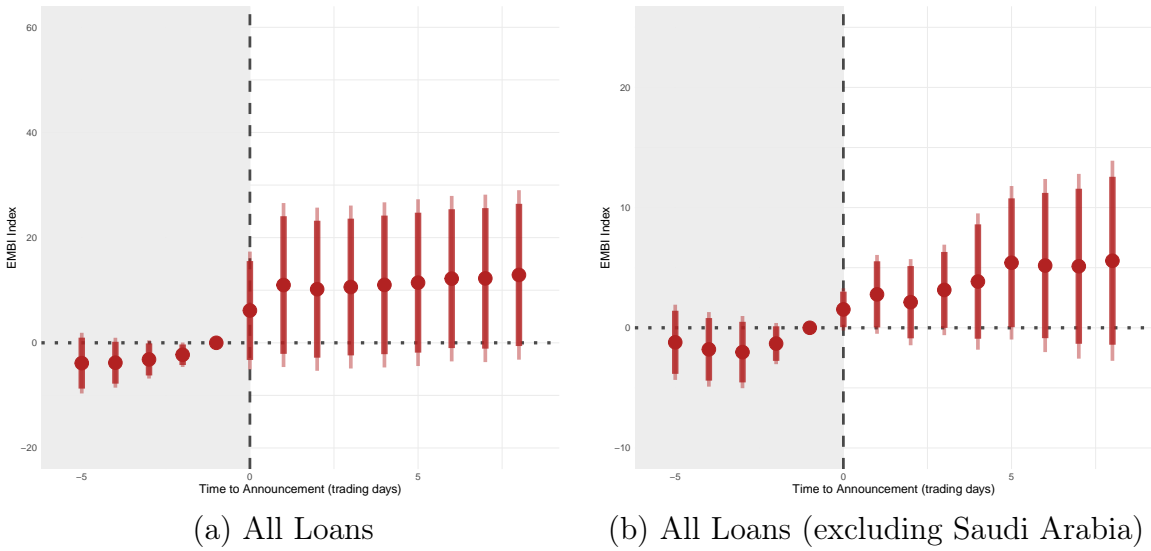 60
40
20
0
−20
EMBI Index
−5
0
5
Time to Announcement (trading days)
(a) All Loans
20
10
0
−10
EMBI Index
−5
0
5
Time to Announcement (trading days)
(b) All Loans (excluding Saudi Arabia)